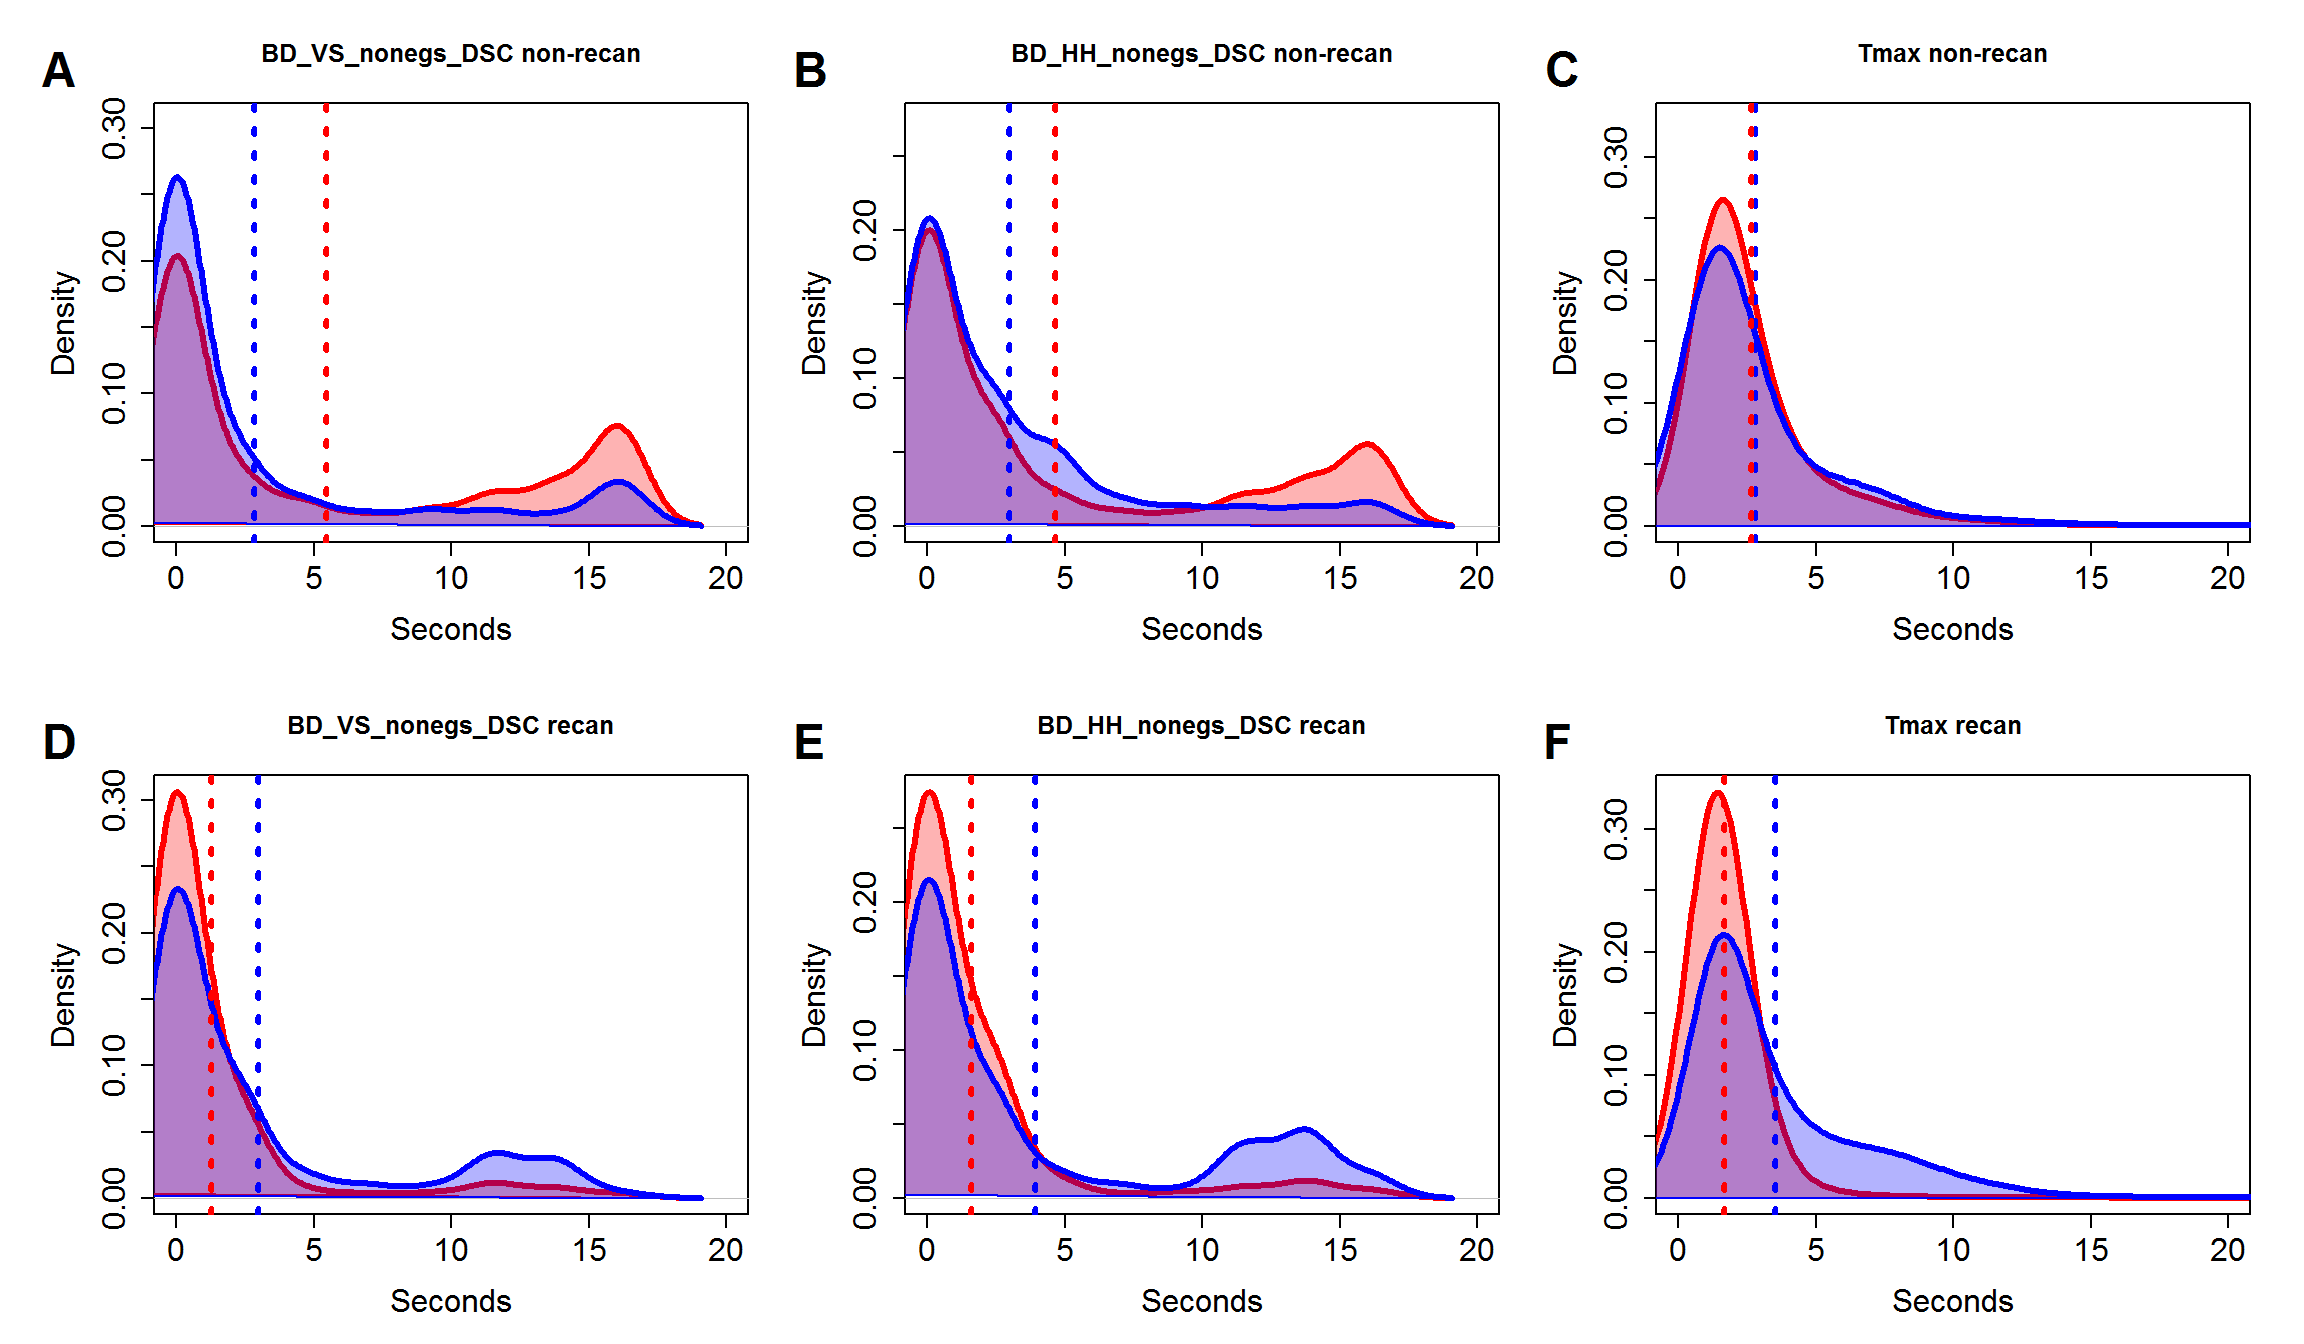 A
BD_VS_nonegs_DSC non-recan
Density
0.00 0.10 0.20 0.30
0 5 10 15 20
Seconds
B
BD_HH_nonegs_DSC non-recan
Density
0.00 0.10 0.20
0 5 10 15 20
Seconds
C
Tmax non-recan
Density
0.00 0.10 0.20 0.30
0 5 10 15 20
Seconds
D
BD_VS_nonegs_DSC recan
Density
0.00 0.10 0.20 0.30
0 5 10 15 20
Seconds
E
BD_HH_nonegs_DSC recan
Density
0.00 0.10 0.20
0 5 10 15 20
Seconds
F
Tmax recan
Density
0.00 0.10 0.20 0.30
0 5 10 15 20
Seconds